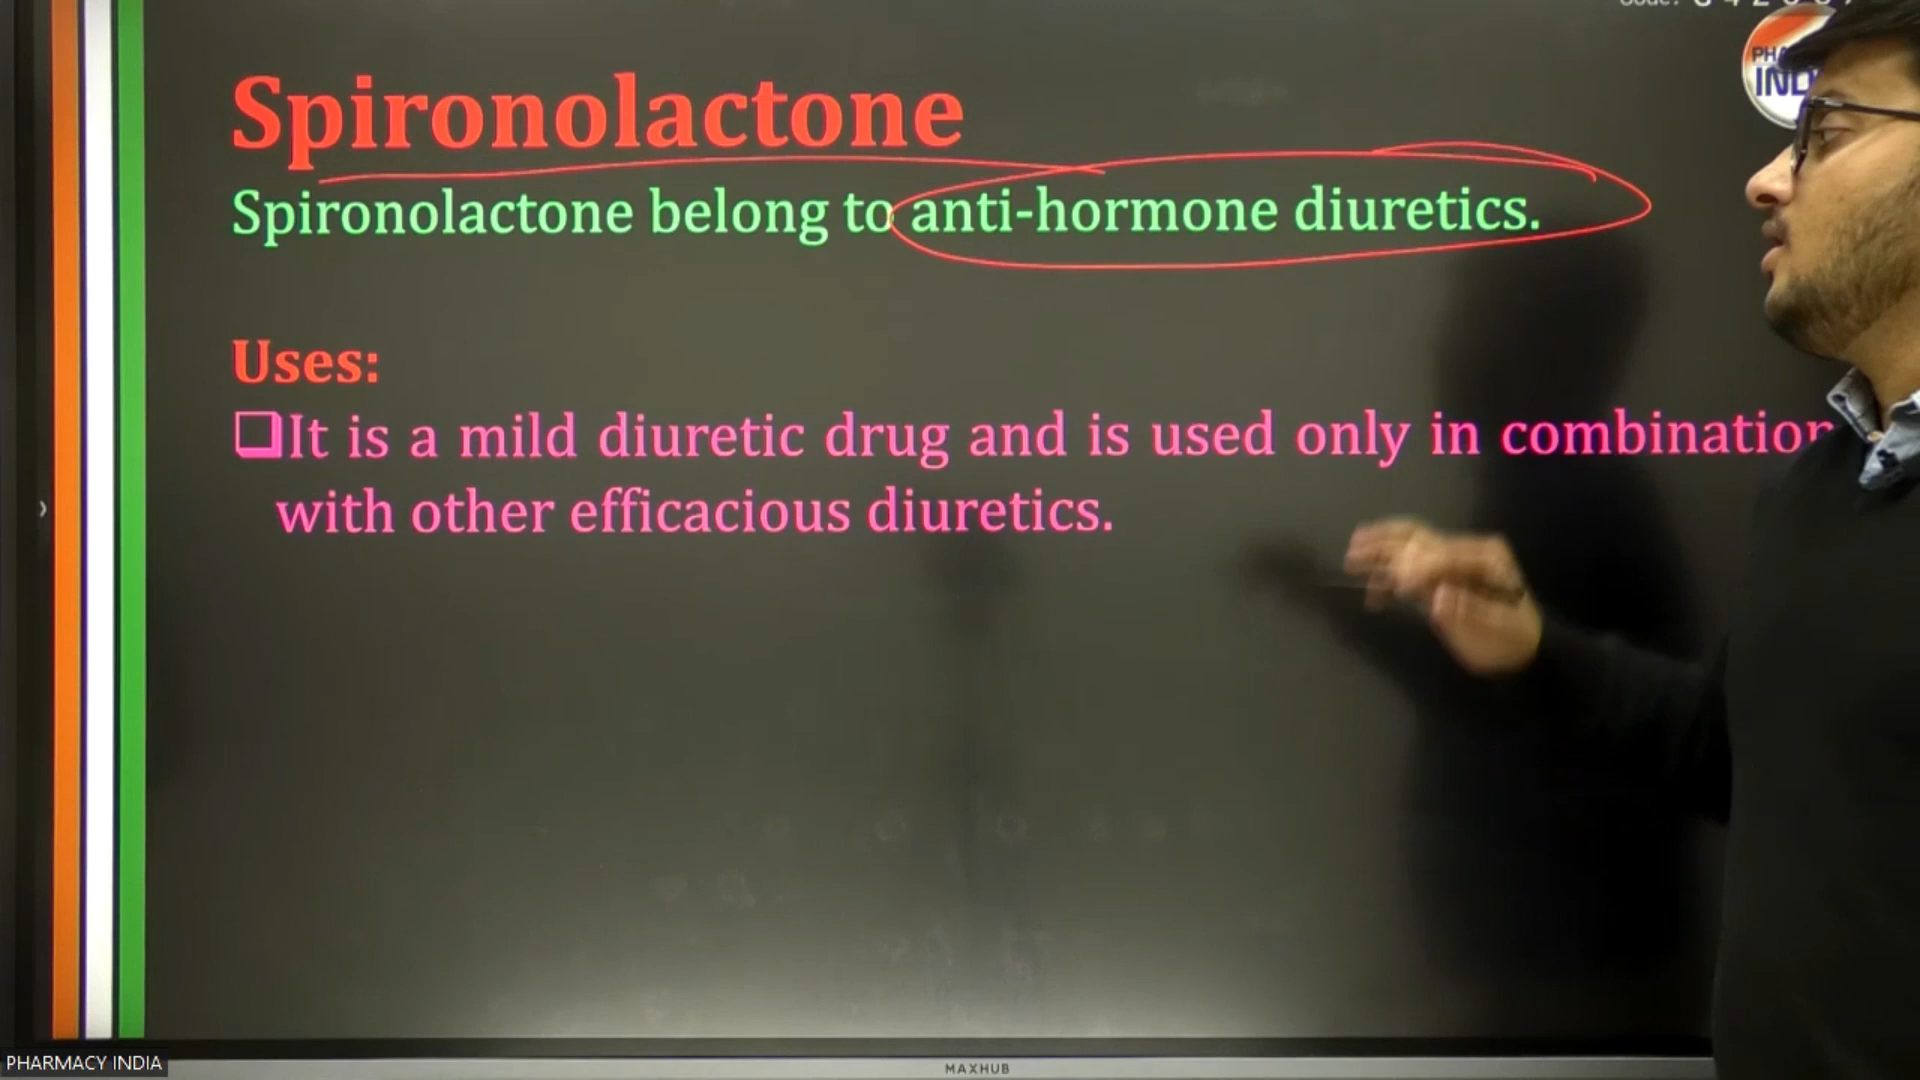 Spironolactone
Spironolactone belong to anti-hormone diuretics.
Uses:
It is a mild diuretic drug and is used only in combination
with other efficacious diuretics.
PHARMACY INDIA
MAXHUB